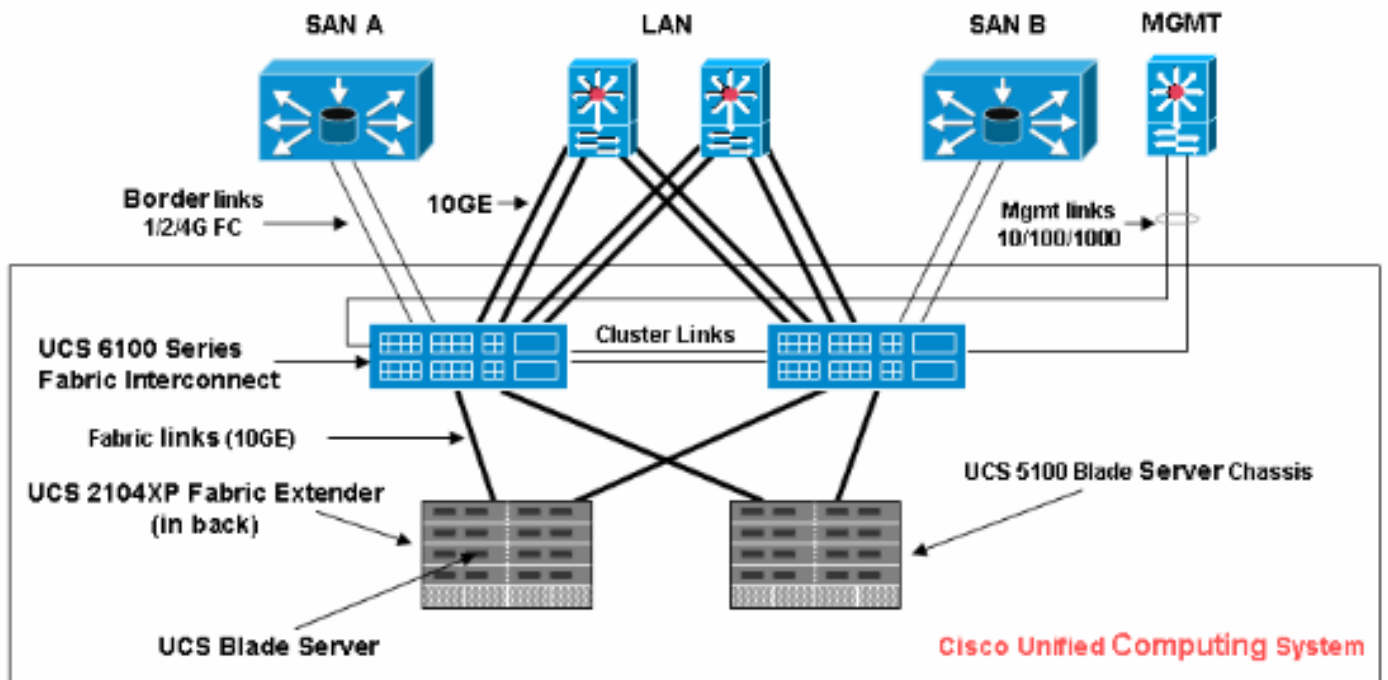 SAN A
LAN
SAN B
MGMT
Border links
1/2/4G FC
10GE
Mgmt links
10/100/1000
UCS 6100 Series
Fabric Interconnect
Cluster Links
Fabric links (10GE)
UCS 2104XP Fabric Extender
(in back)
UCS 5100 Blade Server Chassis
UCS Blade Server
Cisco Unified Computing System